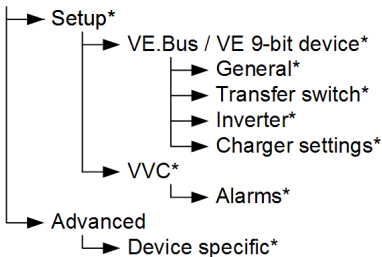 Setup*
VE.Bus / VE 9-bit device*
General*
Transfer switch*
Inverter*
Charger settings*
VVC*
Alarms*
Advanced
Device specific*